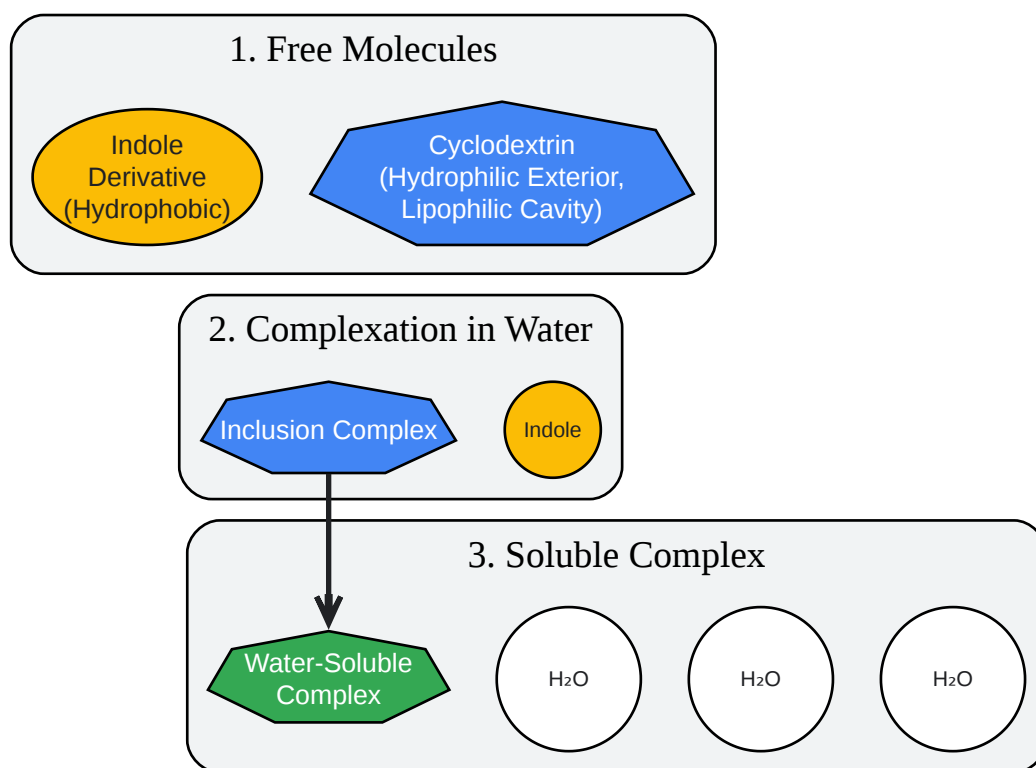 1. Free Molecules
Indole
Derivative
(Hydrophobic)
Cyclodextrin
(Hydrophilic Exterior,
Lipophilic Cavity)
2. Complexation in Water
Inclusion Complex
Indole
3. Soluble Complex
Water-Soluble
Complex
H₂O
H₂O
H₂O